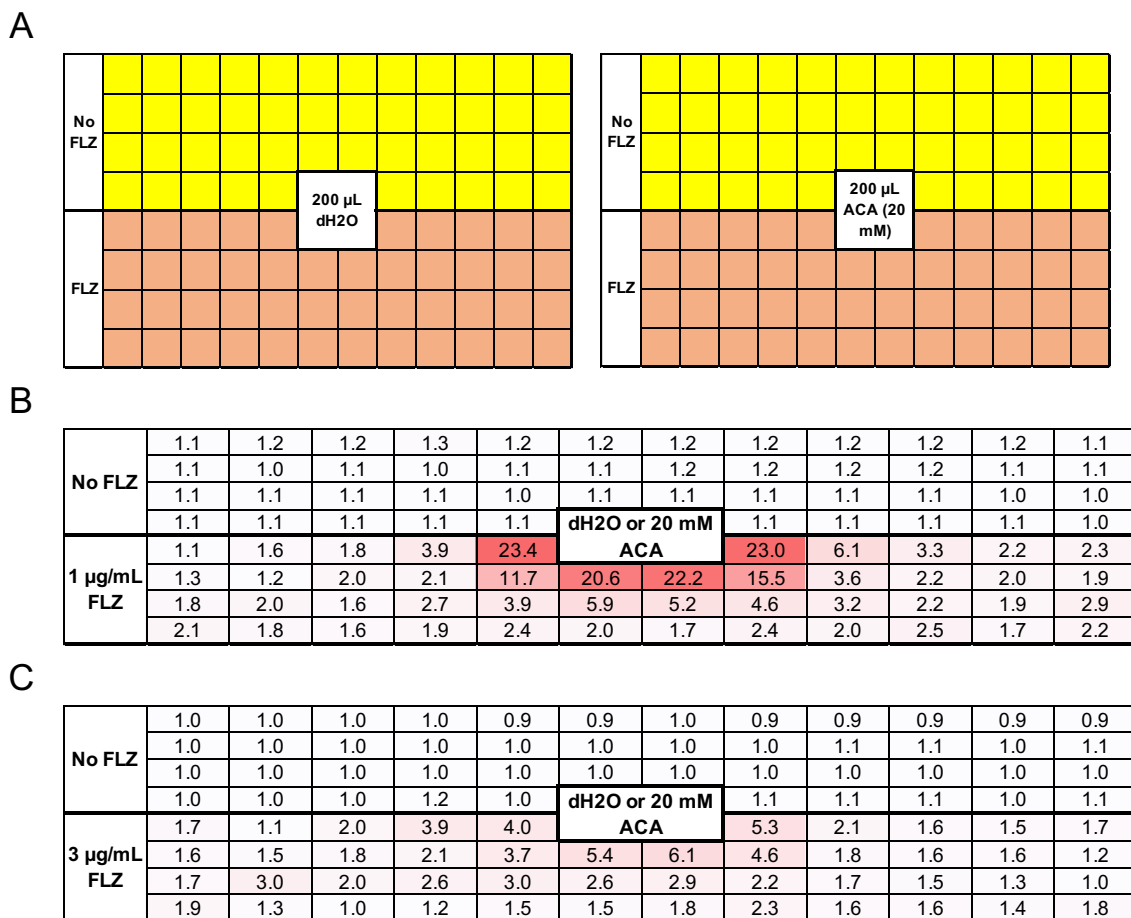 A
No
FLZ
FLZ
200 µL
dH2O
No
FLZ
FLZ
200 µL
ACA (20
mM)
B
No FLZ
1.1 1.2 1.2 1.3 1.2 1.2 1.2 1.2 1.2 1.2 1.2 1.1
1.1 1.0 1.1 1.0 1.1 1.1 1.2 1.2 1.2 1.2 1.1 1.1
1.1 1.1 1.1 1.1 1.0 1.1 1.1 1.1 1.1 1.1 1.0 1.0
1.1 1.1 1.1 1.1 1.1 1.1 1.1 1.1 1.1 1.0
dH2O or 20 mM
ACA
1 µg/mL
FLZ
1.1 1.6 1.8 3.9 23.4 23.0 6.1 3.3 2.2 2.3
1.3 1.2 2.0 2.1 11.7 20.6 22.2 15.5 3.6 2.2 2.0 1.9
1.8 2.0 1.6 2.7 3.9 5.9 5.2 4.6 3.2 2.2 1.9 2.9
2.1 1.8 1.6 1.9 2.4 2.0 1.7 2.4 2.0 2.5 1.7 2.2
C
No FLZ
1.0 1.0 1.0 1.0 0.9 0.9 1.0 0.9 0.9 0.9 0.9 0.9
1.0 1.0 1.0 1.0 1.0 1.0 1.0 1.0 1.1 1.1 1.0 1.1
1.0 1.0 1.0 1.0 1.0 1.0 1.0 1.0 1.0 1.0 1.0 1.0
1.0 1.0 1.0 1.2 1.0 1.1 1.1 1.1 1.0 1.1
dH2O or 20 mM
ACA
3 µg/mL
FLZ
1.7 1.1 2.0 3.9 4.0 5.3 2.1 1.6 1.5 1.7
1.6 1.5 1.8 2.1 3.7 5.4 6.1 4.6 1.8 1.6 1.6 1.2
1.7 3.0 2.0 2.6 3.0 2.6 2.9 2.2 1.7 1.5 1.3 1.0
1.9 1.3 1.0 1.2 1.5 1.5 1.8 2.3 1.6 1.6 1.4 1.8